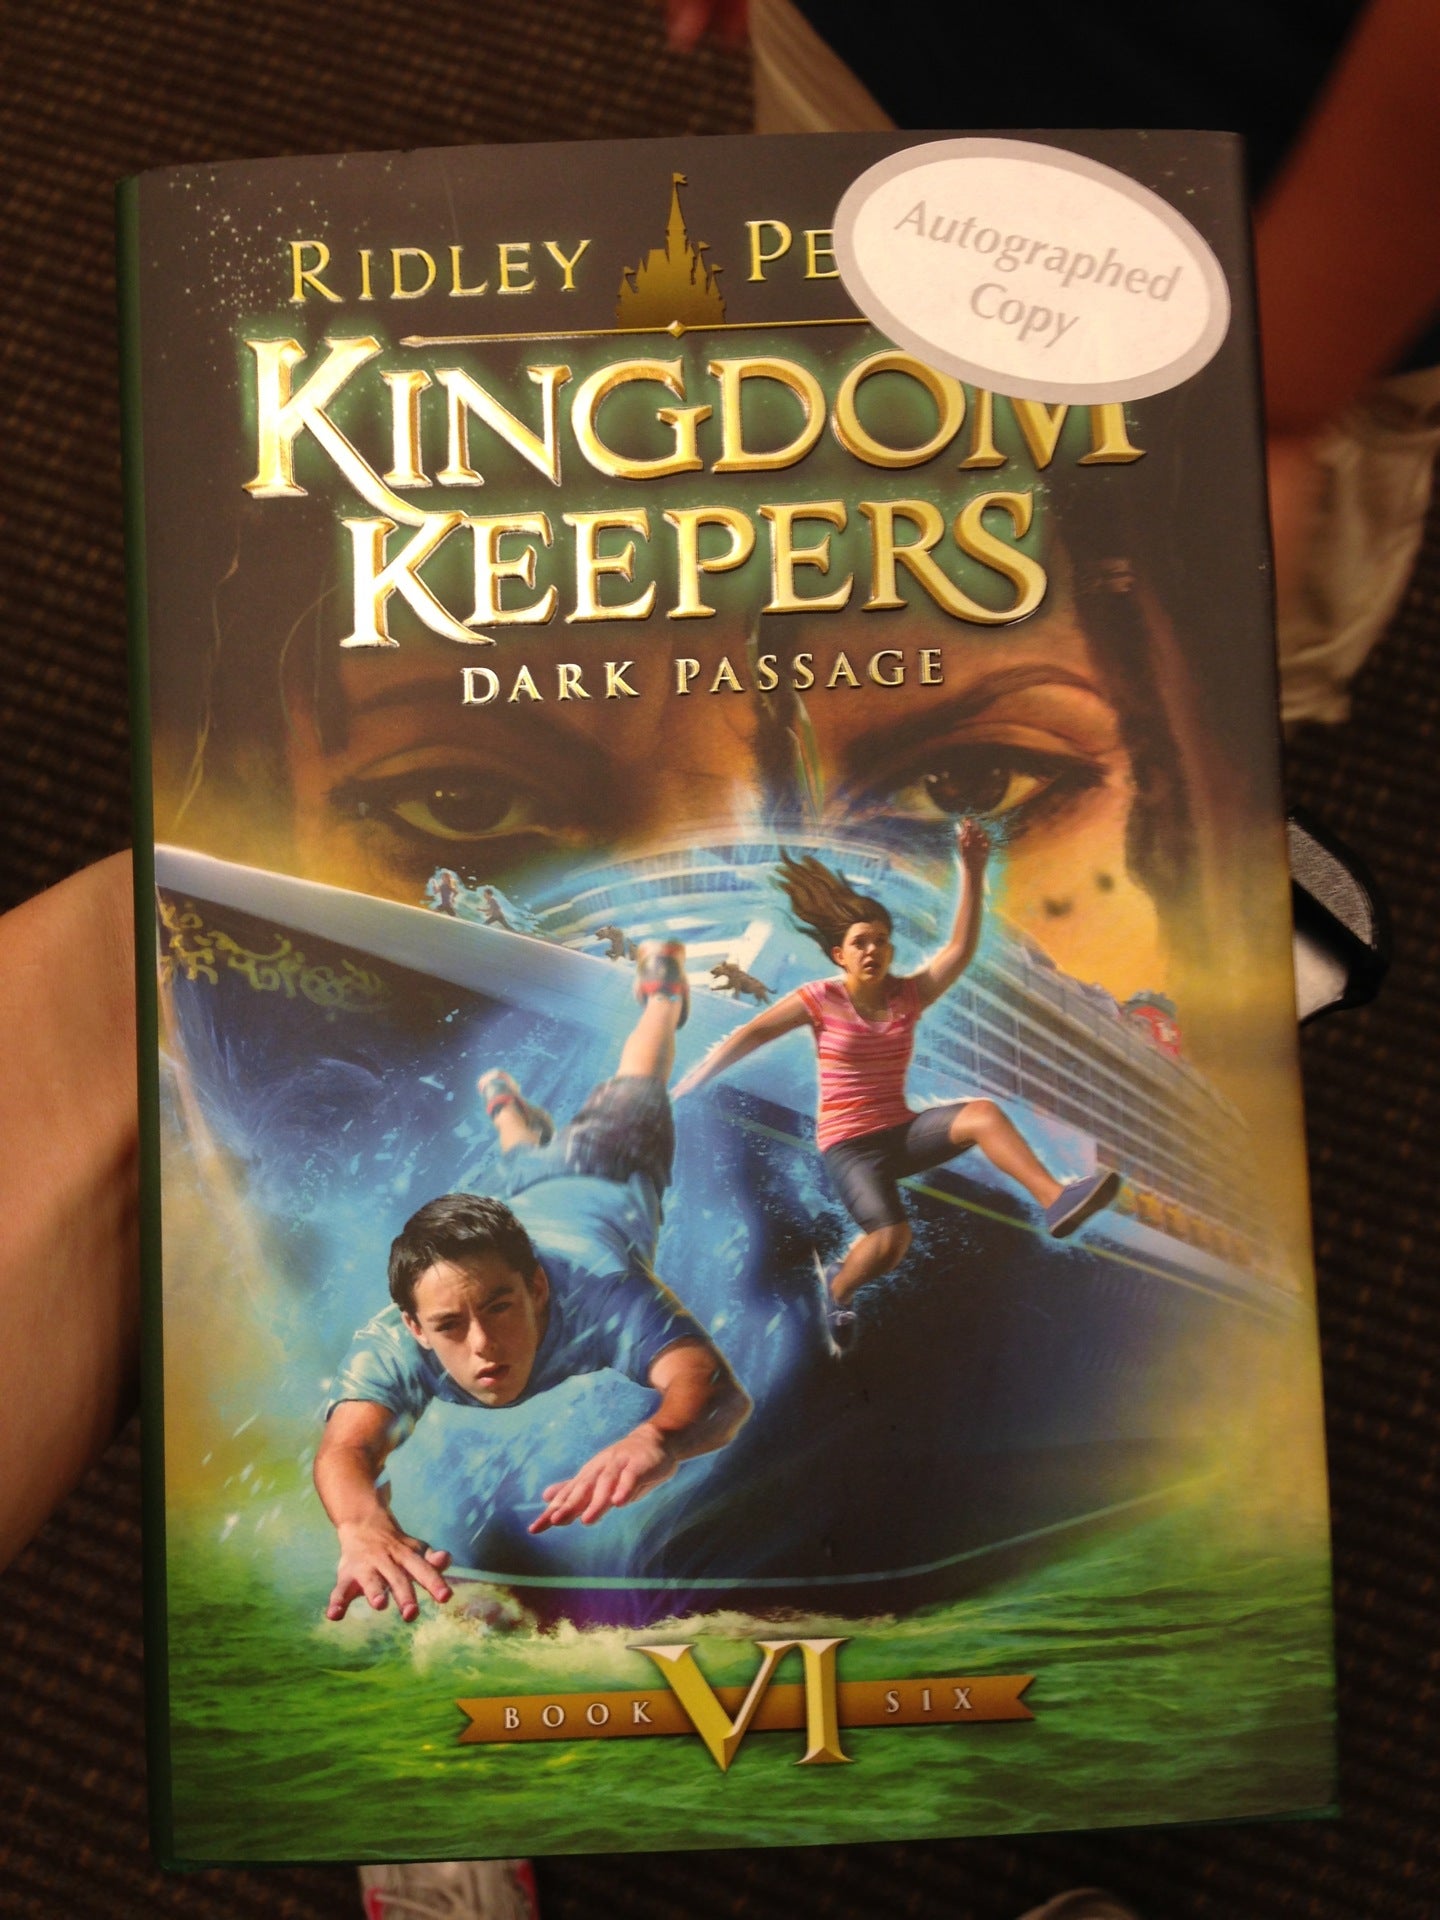 RIDLEY PE
Autographed
Copy
KINGDOM
KEEPERS
DARK PASSAGE
BOOK VI SIX